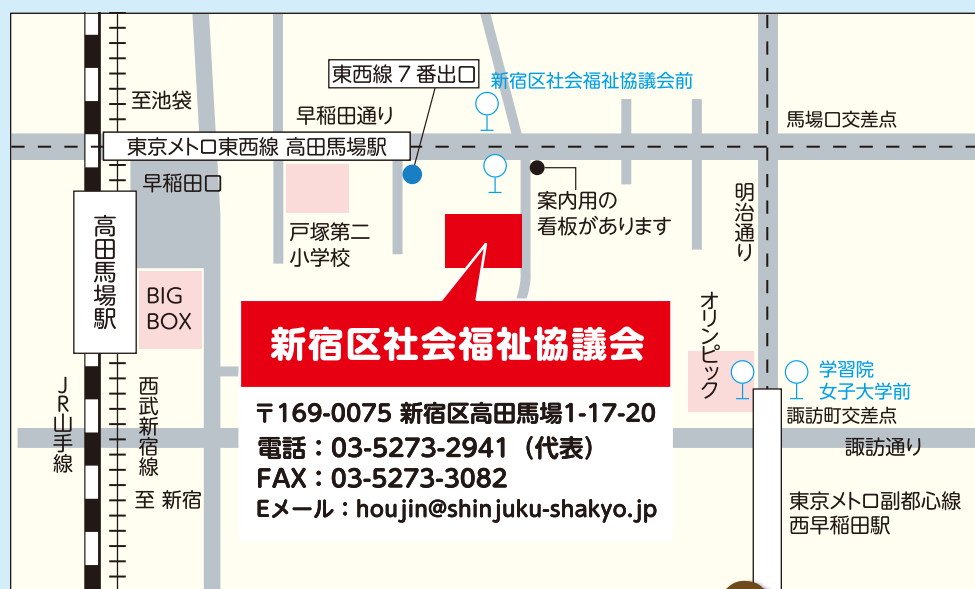 東西線7番出口
新宿区社会福祉協議会前
至池袋
早稲田通り
馬場口交差点
東京メトロ東西線 高田馬場駅
早稲田口
案内用の
看板があります
明治通り
戸塚第二
小学校
高田馬場駅
BIG
BOX
オリンピック
新宿区社会福祉協議会
学習院
女子大学前
JR山手線
西武新宿線
〒169-0075 新宿区高田馬場1-17-20
諏訪町交差点
電話：03-5273-2941（代表）
諏訪通り
FAX：03-5273-3082
至 新宿
Eメール：houjin@shinjuku-shakyo.jp
東京メトロ副都心線
西早稲田駅